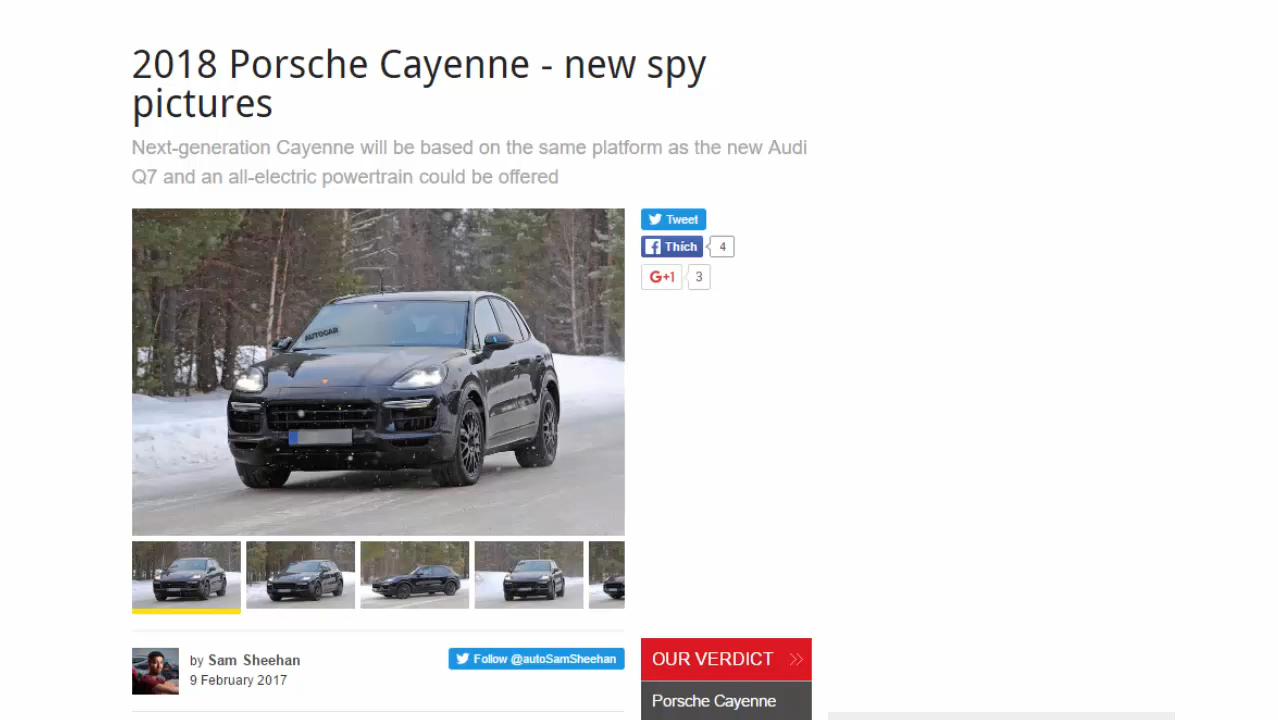 2018 Porsche Cayenne - new spy
pictures
Next-generation Cayenne will be based on the same platform as the new Audi
Q7 and an all-electric powertrain could be offered
Tweet
Thích 4
G+1 3
AUTOCAR
by Sam Sheehan
9 February 2017
Follow @autoSamSheehan
OUR VERDICT
Porsche Cayenne